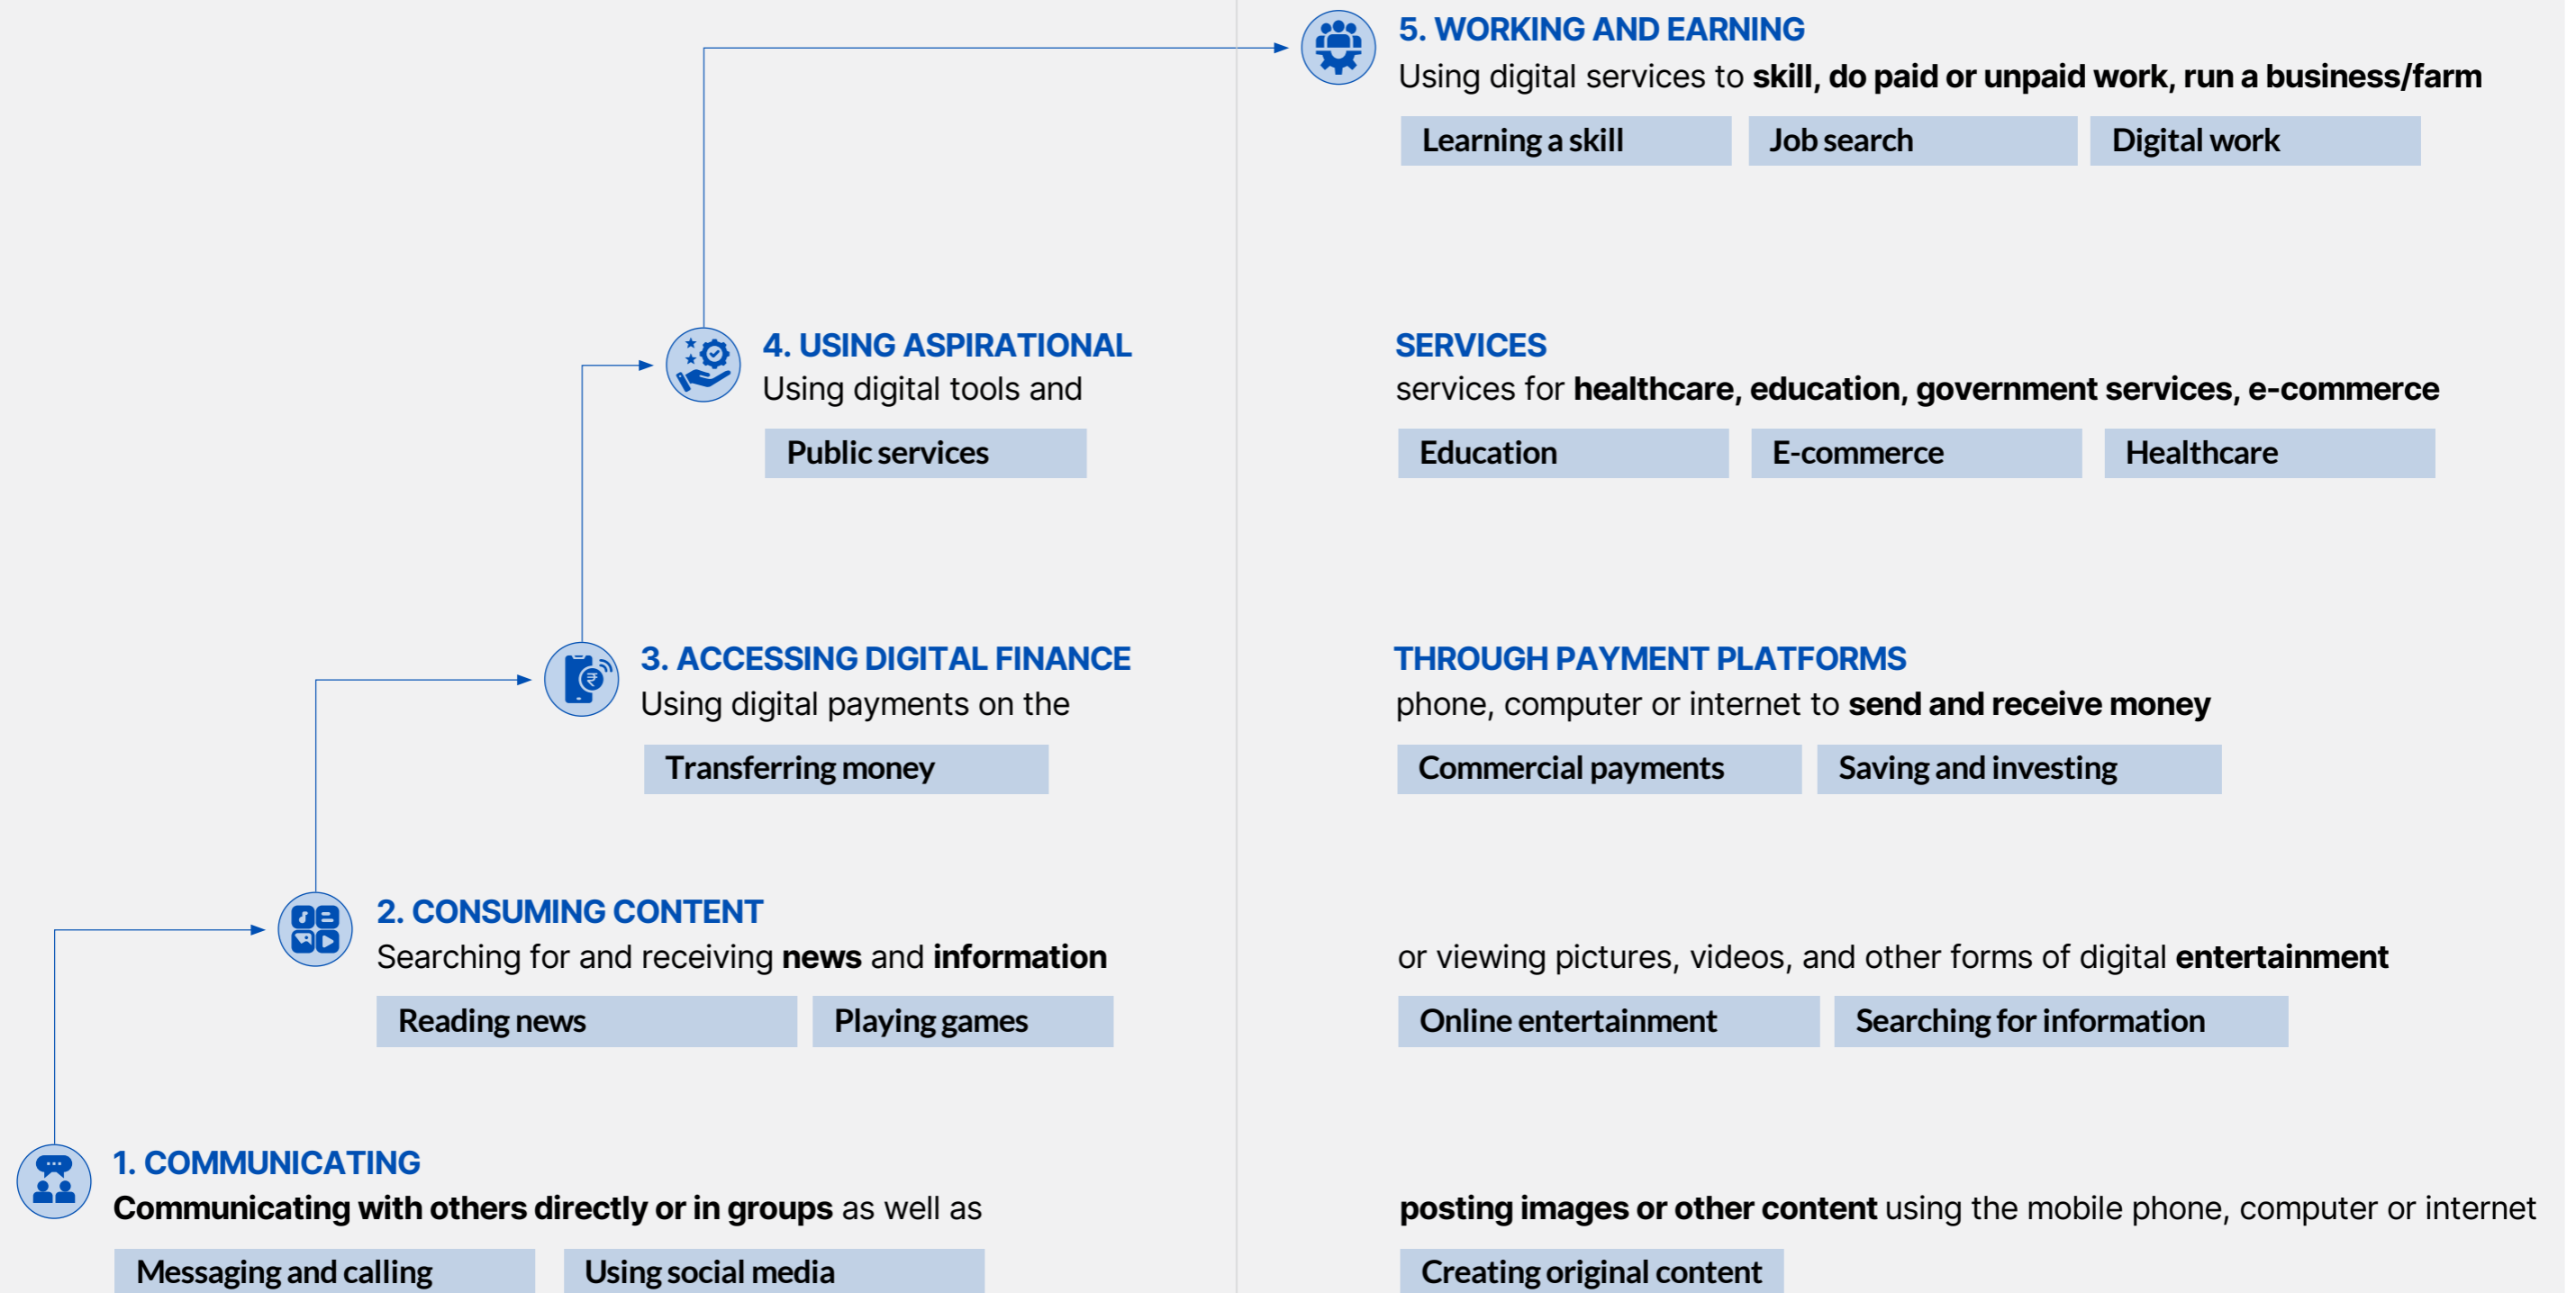 5. WORKING AND EARNING
Using digital services to skill, do paid or unpaid work, run a business/farm
Learning a skill Job search Digital work
4. USING ASPIRATIONAL SERVICES
Using digital tools and services for healthcare, education, government services, e-commerce
Public services Education E-commerce Healthcare
3. ACCESSING DIGITAL FINANCE THROUGH PAYMENT PLATFORMS
₹
Using digital payments on the phone, computer or internet to send and receive money
Transferring money Commercial payments Saving and investing
2. CONSUMING CONTENT
Searching for and receiving news and information or viewing pictures, videos, and other forms of digital entertainment
Reading news Playing games Online entertainment Searching for information
1. COMMUNICATING
Communicating with others directly or in groups as well as posting images or other content using the mobile phone, computer or internet
Messaging and calling Using social media Creating original content